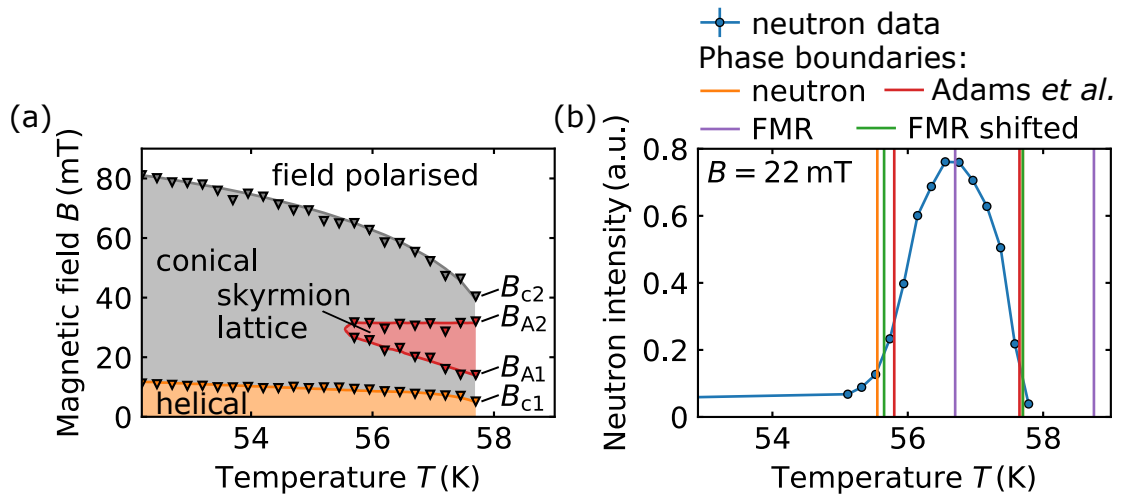 neutron data
Phase boundaries:
neutron
Adams et al.
FMR
FMR shifted
(a)
Magnetic field B (mT)
80
60
40
20
0
field polarised
conical
skyrmion
lattice
helical
Bc2
BA2
BA1
Bc1
54
56
58
Temperature T (K)
(b)
Neutron intensity (a.u.)
0.8
0.6
0.4
0.2
0
B = 22 mT
54
56
58
Temperature T (K)